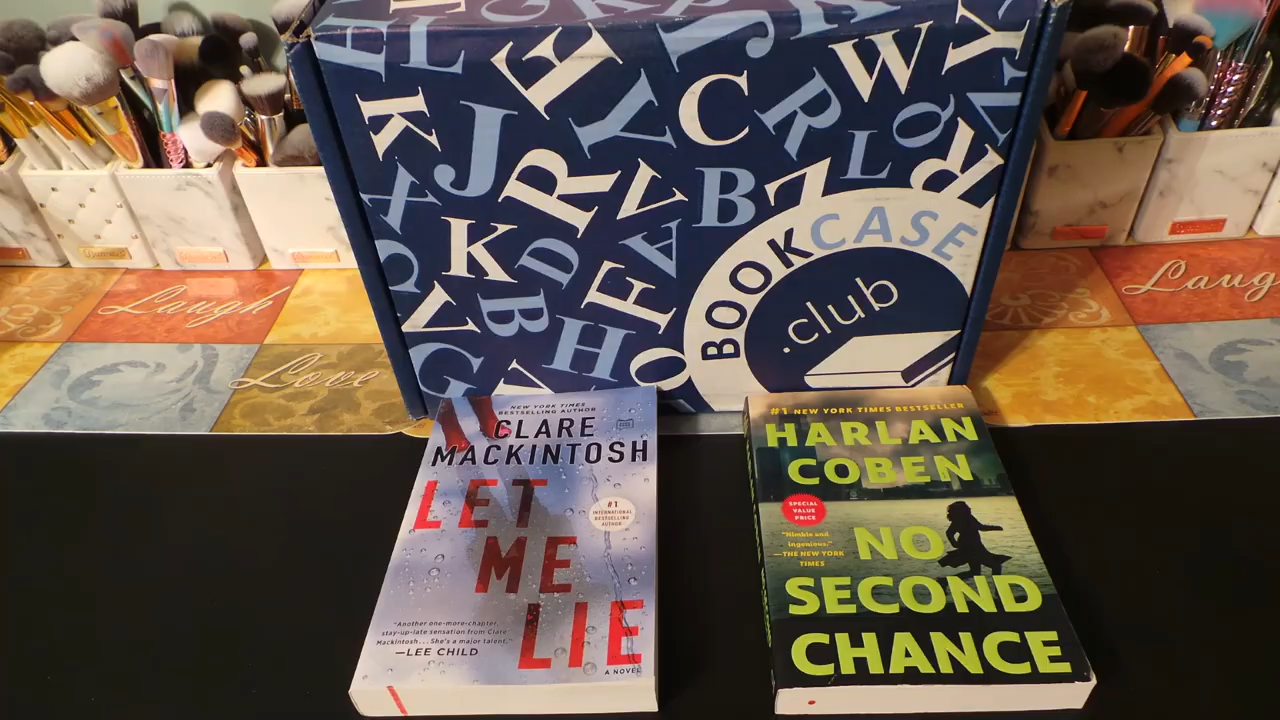 BOOKCASE
.club
Laugh
Love
Laug
NEW YORK TIMES
BESTSELLING AUTHOR
CLARE
MACKINTOSH
LET
ME
LIE
#1
INTERNATIONAL
BESTSELLING
AUTHOR
"Another one-more-chapter,
stay-up-late sensation from Clare
Mackintosh . . . She's a major talent."
—LEE CHILD
A NOVEL
#1 NEW YORK TIMES BESTSELLER
HARLAN
COBEN
SPECIAL
VALUE
PRICE
"Nimble and
ingenious."
—THE NEW YORK
TIMES
NO
SECOND
CHANCE